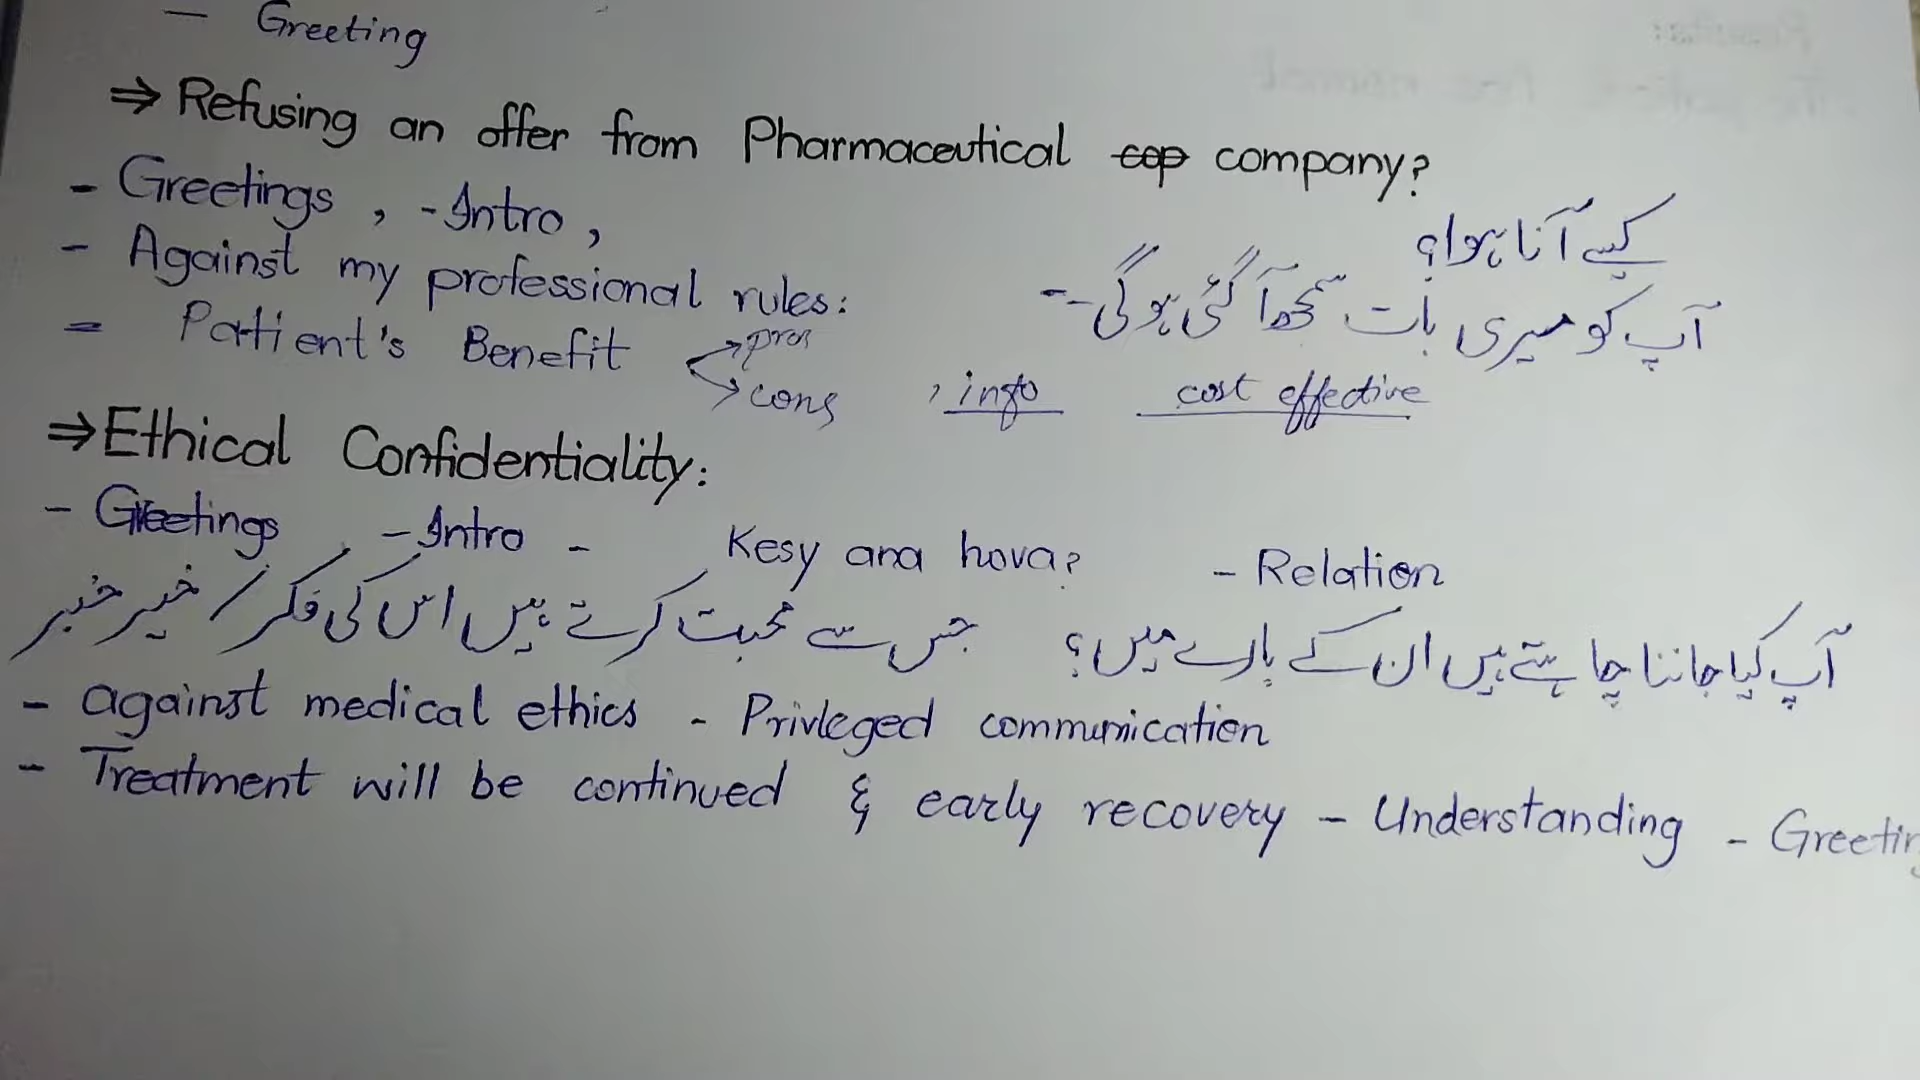 — Greeting
⇒ Refusing an offer from Pharmaceutical cop company?
- Greetings , - Intro ,
کیسے آنا ہوا؟
- Against my professional rules:
آپ کو میری بات سمجھ آ گئی ہو گی --
= Patient's Benefit → pros
→ cons , info cost effective
⇒ Ethical Confidentiality:
- Greetings - Intro - Kesy ana hova? - Relation
آپ کیا جاننا چاہتے ہیں ان کے بارے میں؟ جس سے محبت کرتے ہیں اس کی فکر / خیر خبر
- against medical ethics - Privleged communication
- Treatment will be continued & early recovery - Understanding - Greeting